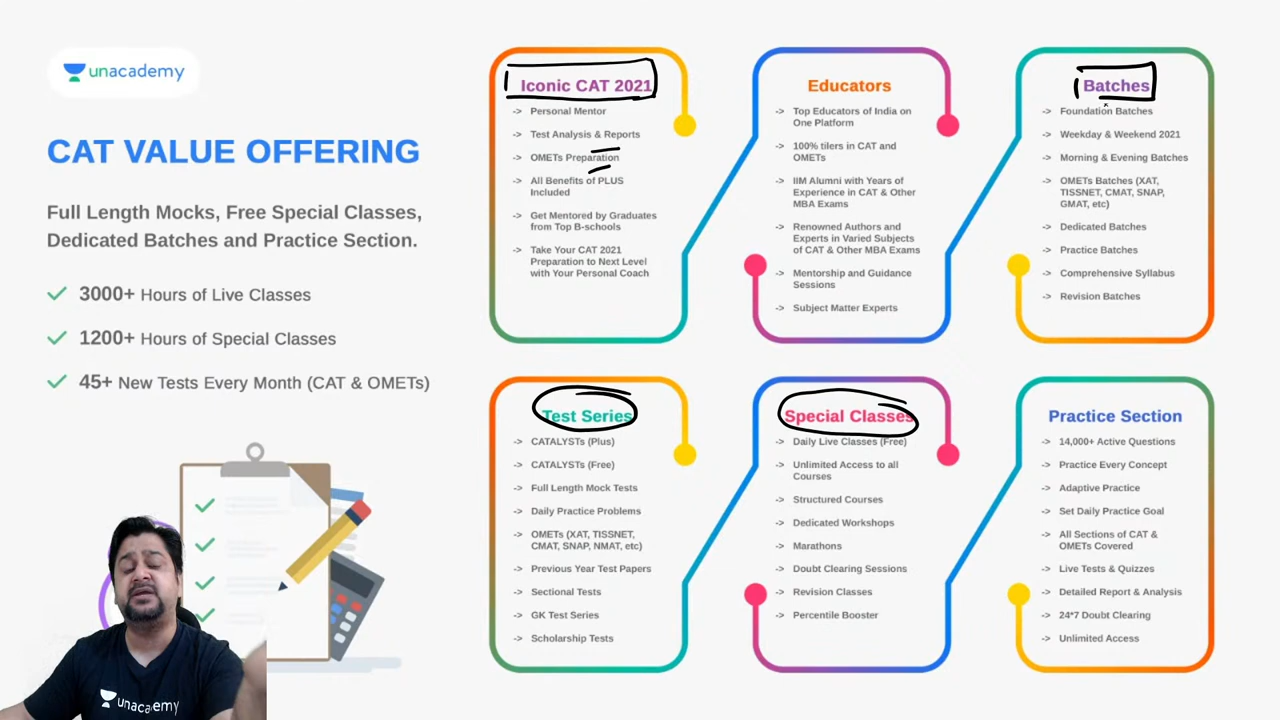 unacademy
CAT VALUE OFFERING
Full Length Mocks, Free Special Classes,
Dedicated Batches and Practice Section.
3000+ Hours of Live Classes
1200+ Hours of Special Classes
45+ New Tests Every Month (CAT & OMETs)
Iconic CAT 2021
-> Personal Mentor
-> Test Analysis & Reports
-> OMETs Preparation
-> All Benefits of PLUS
Included
-> Get Mentored by Graduates
from Top B-schools
-> Take Your CAT 2021
Preparation to Next Level
with Your Personal Coach
Educators
-> Top Educators of India on
One Platform
-> 100% tilers in CAT and
OMETs
-> IIM Alumni with Years of
Experience in CAT & Other
MBA Exams
-> Renowned Authors and
Experts in Varied Subjects
of CAT & Other MBA Exams
-> Mentorship and Guidance
Sessions
-> Subject Matter Experts
Batches
-> Foundation Batches
-> Weekday & Weekend 2021
-> Morning & Evening Batches
-> OMETs Batches (XAT,
TISSNET, CMAT, SNAP,
GMAT, etc)
-> Dedicated Batches
-> Practice Batches
-> Comprehensive Syllabus
-> Revision Batches
Test Series
-> CATALYSTs (Plus)
-> CATALYSTs (Free)
-> Full Length Mock Tests
-> Daily Practice Problems
-> OMETs (XAT, TISSNET,
CMAT, SNAP, NMAT, etc)
-> Previous Year Test Papers
-> Sectional Tests
-> GK Test Series
-> Scholarship Tests
Special Classes
-> Daily Live Classes (Free)
-> Unlimited Access to all
Courses
-> Structured Courses
-> Dedicated Workshops
-> Marathons
-> Doubt Clearing Sessions
-> Revision Classes
-> Percentile Booster
Practice Section
-> 14,000+ Active Questions
-> Practice Every Concept
-> Adaptive Practice
-> Set Daily Practice Goal
-> All Sections of CAT &
OMETs Covered
-> Live Tests & Quizzes
-> Detailed Report & Analysis
-> 24*7 Doubt Clearing
-> Unlimited Access
unacademy